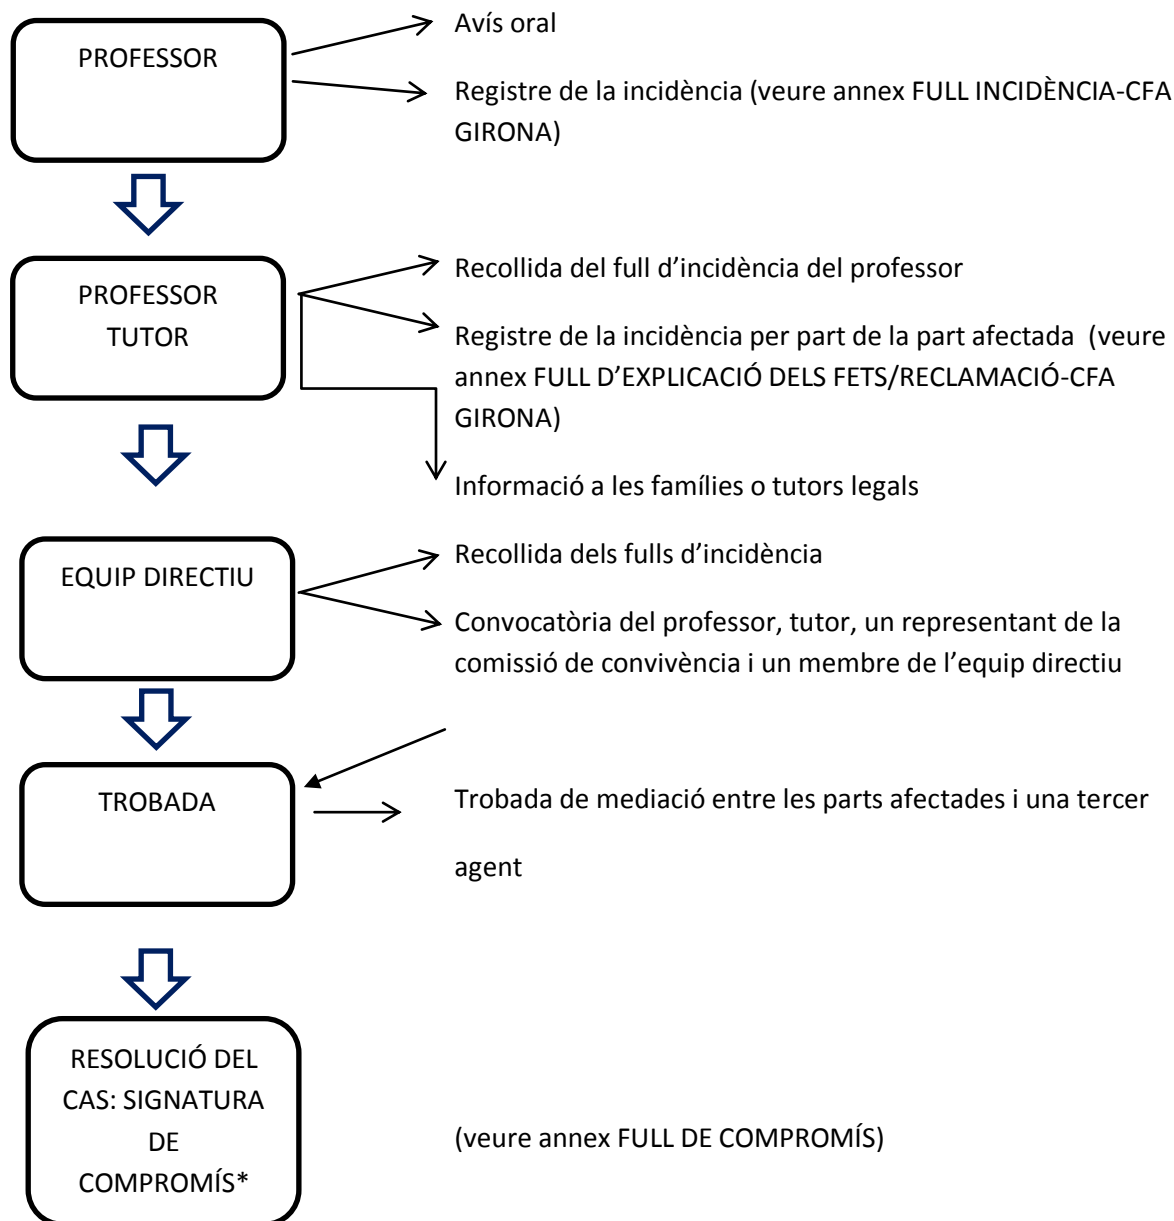 PROFESSOR
Avís oral
Registre de la incidència (veure annex FULL INCIDÈNCIA-CFA
GIRONA)
PROFESSOR
TUTOR
Recollida del full d’incidència del professor
Registre de la incidència per part de la part afectada (veure
annex FULL D’EXPLICACIÓ DELS FETS/RECLAMACIÓ-CFA
GIRONA)
Informació a les famílies o tutors legals
EQUIP DIRECTIU
Recollida dels fulls d’incidència
Convocatòria del professor, tutor, un representant de la
comissió de convivència i un membre de l’equip directiu
TROBADA
Trobada de mediació entre les parts afectades i una tercer
agent
RESOLUCIÓ DEL
CAS: SIGNATURA
DE
COMPROMÍS*
(veure annex FULL DE COMPROMÍS)